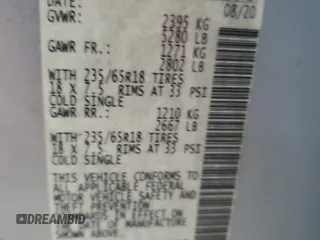 DATE: 08/20
GVWR: 2395 KG
5280 LB
GAWR FR.: 1271 KG
2802 LB
WITH 235/65R18 TIRES
18 X 7.5 RIMS AT 33 PSI
COLD SINGLE
GAWR RR.: 1210 KG
2667 LB
WITH 235/65R18 TIRES
18 X 7.5 RIMS AT 33 PSI
COLD SINGLE
THIS VEHICLE CONFORMS TO
ALL APPLICABLE FEDERAL
MOTOR VEHICLE SAFETY AND
THEFT PREVENTION
STANDARDS IN EFFECT ON
SHOWN ABOVE.
DREAMBID